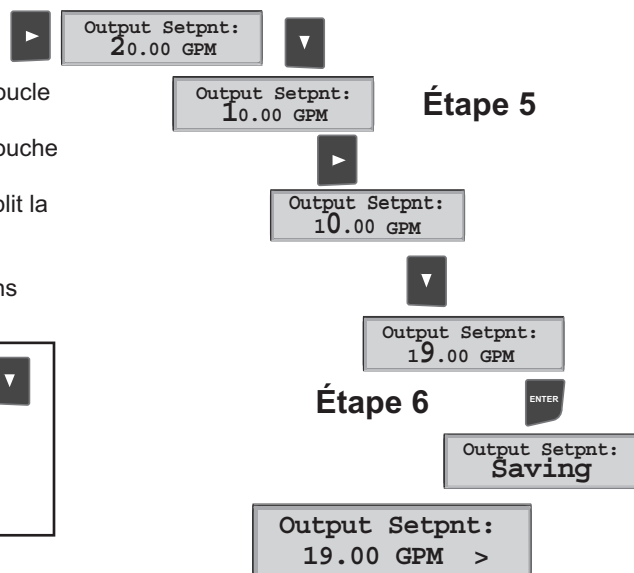 Output Setpnt:
20.00 GPM
oucle
Output Setpnt:
10.00 GPM
Étape 5
ouche
lit la
Output Setpnt:
10.00 GPM
ns
Output Setpnt:
19.00 GPM
Étape 6
ENTER
Output Setpnt:
Saving
Output Setpnt:
19.00 GPM >